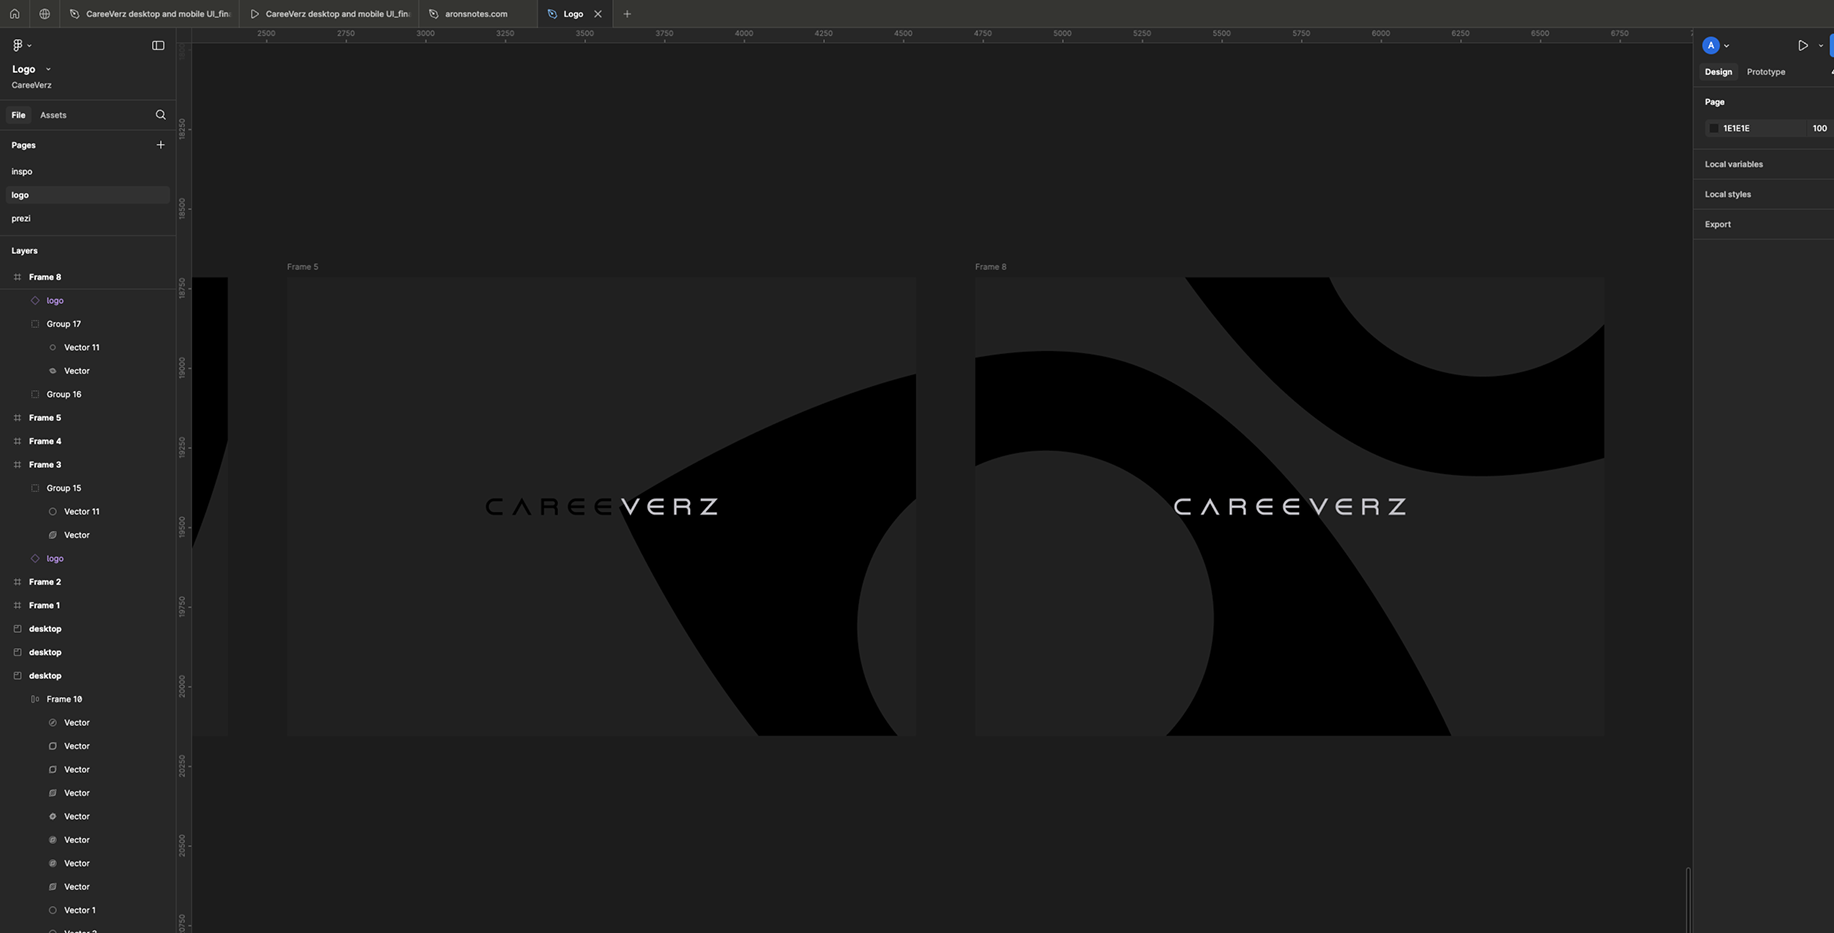 CareeVerz desktop and mobile UI_fin
CareeVerz desktop and mobile UI_fin
aronsnotes.com
Logo
2500 2750 3000 3250 3500 3750 4000 4250 4500 4750 5000 5250 5500 5750 6000 6250 6500 6750
Logo
CareeVerz
File Assets
Pages
inspo
logo
prezi
Layers
Frame 8
logo
Group 17
Vector 11
Vector
Group 16
Frame 5
Frame 4
Frame 3
Group 15
Vector 11
Vector
logo
Frame 2
Frame 1
desktop
desktop
desktop
Frame 10
Vector
Vector
Vector
Vector
Vector
Vector
Vector
Vector
Vector 1
18250
18500
18750
19000
19250
19500
19750
20000
20250
20500
Frame 5
CAREEVERZ
Frame 8
CAREEVERZ
A
Design Prototype
Page
1E1E1E 100
Local variables
Local styles
Export